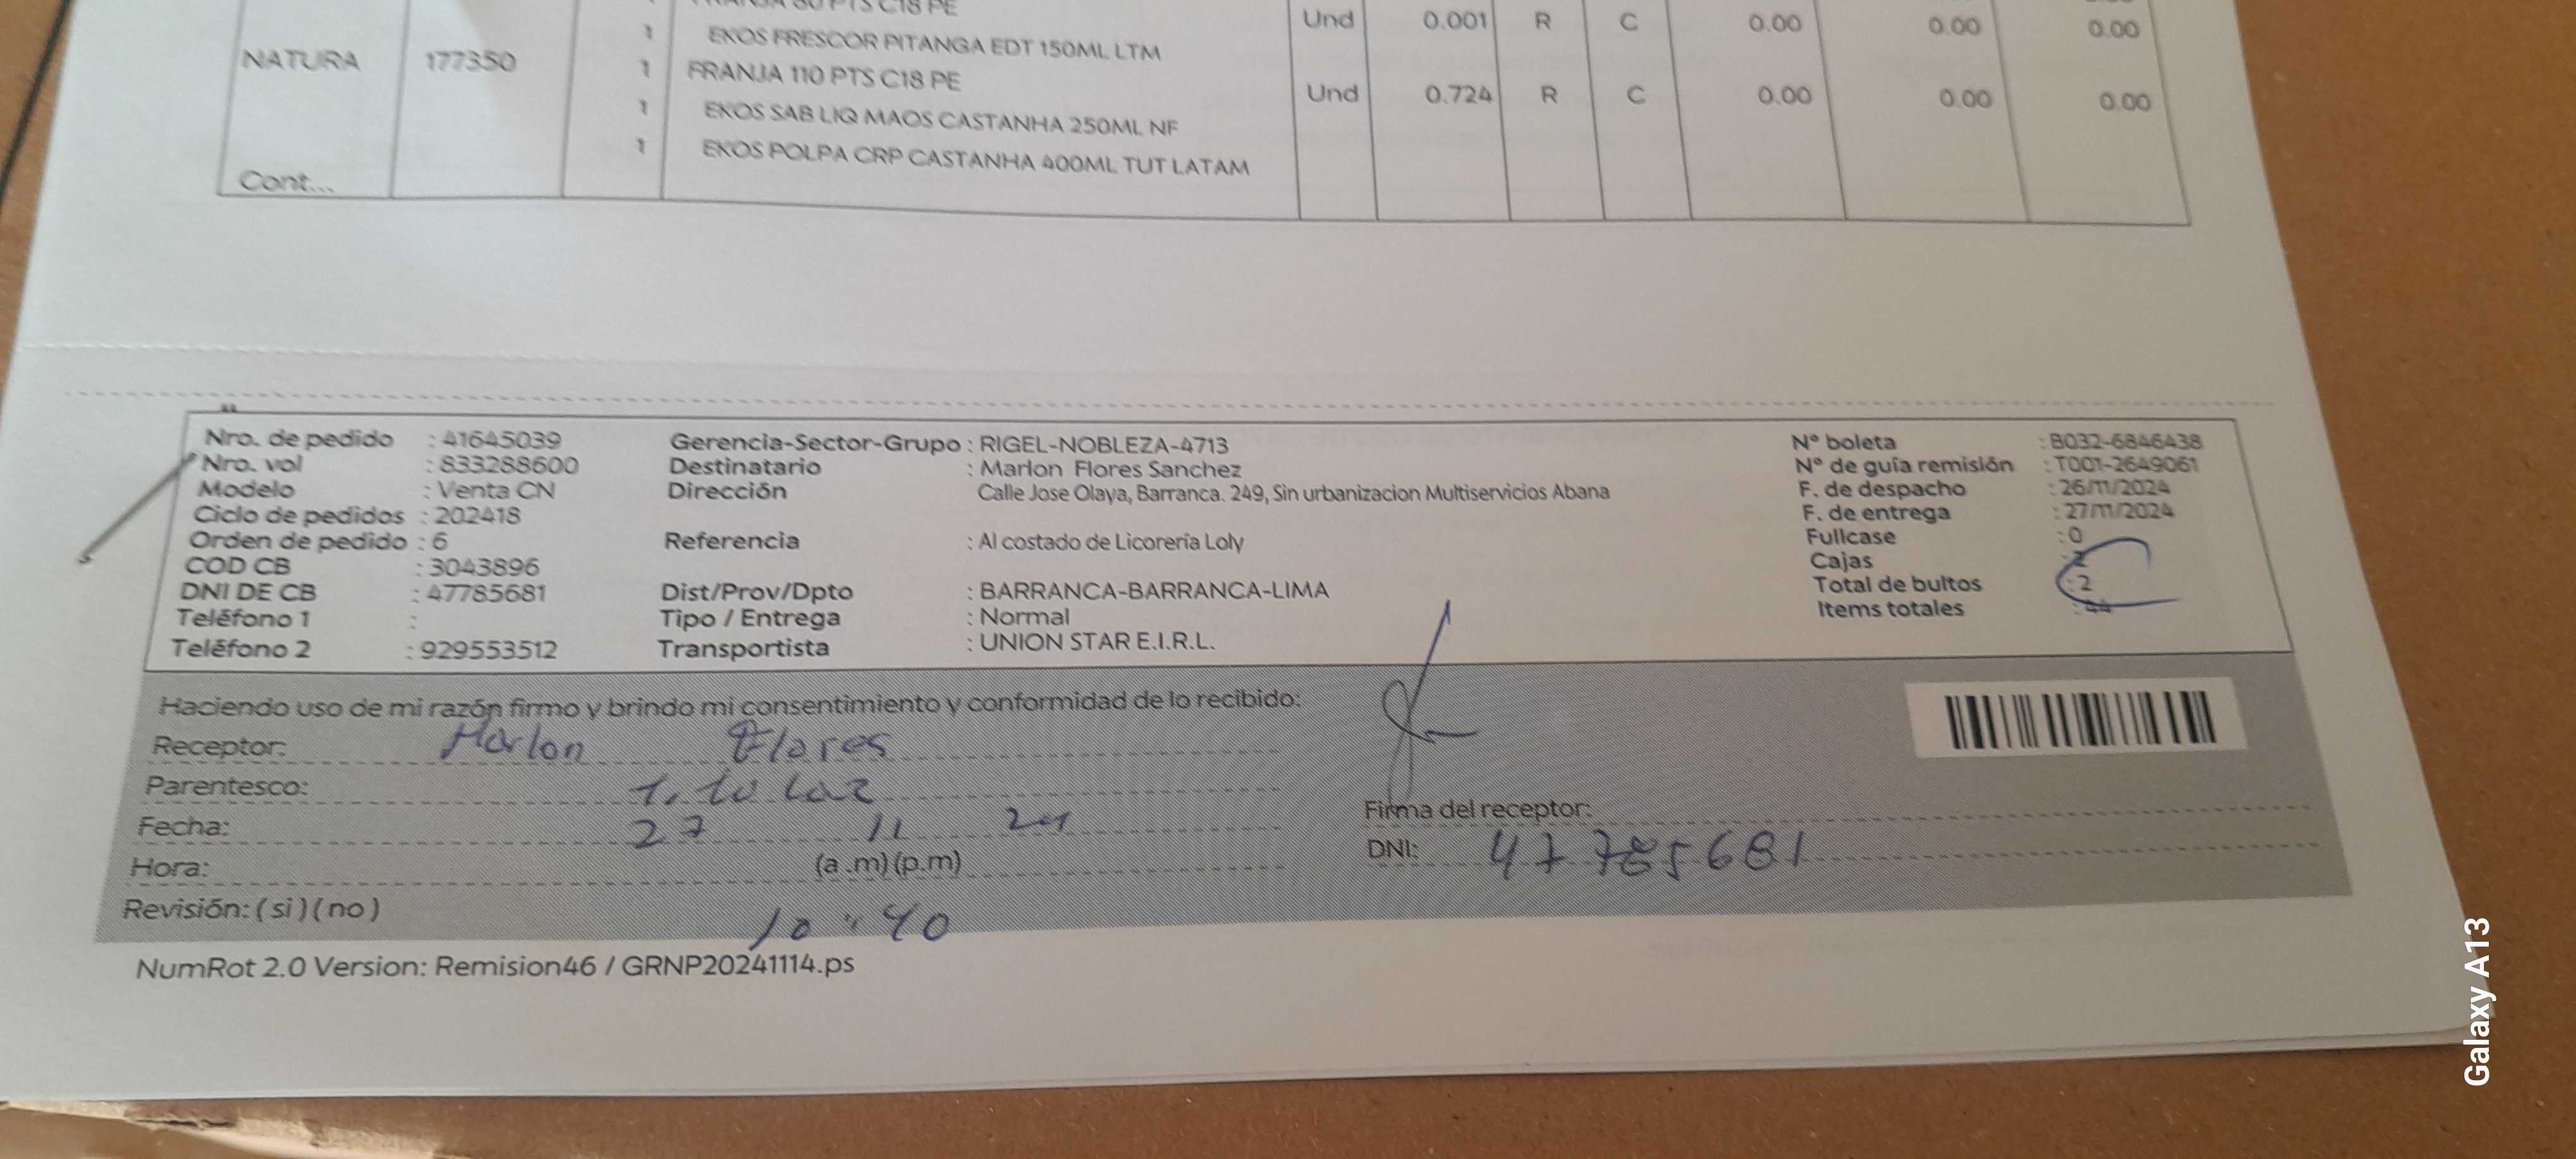 FRANJA 80 PTS C18 PE Und 0.001 R C 0.00 0.00 0.00
1 EKOS FRESCOR PITANGA EDT 150ML LTM
NATURA 177350 1 FRANJA 110 PTS C18 PE Und 0.724 R C 0.00 0.00 0.00
1 EKOS SAB LIQ MAOS CASTANHA 250ML NF
1 EKOS POLPA CRP CASTANHA 400ML TUT LATAM
Cont...
Nro. de pedido : 41645039 Gerencia-Sector-Grupo : RIGEL-NOBLEZA-4713 N° boleta : B032-6846438
Nro. vol : 833288600 Destinatario : Marlon Flores Sanchez N° de guía remisión : T001-2649061
Modelo : Venta CN Dirección Calle Jose Olaya, Barranca. 249, Sin urbanizacion Multiservicios Abana F. de despacho : 26/11/2024
Ciclo de pedidos : 202418 F. de entrega : 27/11/2024
Orden de pedido : 6 Referencia : Al costado de Licorería Loly Fullcase : 0
COD CB : 3043896 Cajas : 2
DNI DE CB : 47785681 Dist/Prov/Dpto : BARRANCA-BARRANCA-LIMA Total de bultos : 2
Teléfono 1 : Tipo / Entrega : Normal Items totales : 44
Teléfono 2 : 929553512 Transportista : UNION STAR E.I.R.L.
Haciendo uso de mi razón firmo y brindo mi consentimiento y conformidad de lo recibido:
Receptor: Marlon Flores
Parentesco: Titular
Fecha: 27 11 24 Firma del receptor:
Hora: (a .m) (p.m) DNI: 47785681
Revisión: ( si ) ( no ) 10:40
NumRot 2.0 Version: Remision46 / GRNP20241114.ps
Galaxy A13